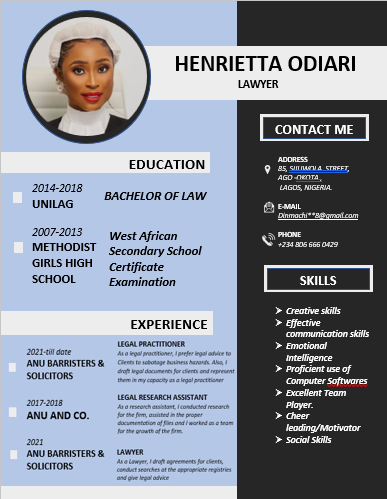 HENRIETTA ODIARI
LAWYER
EDUCATION
2014-2018
UNILAG
BACHELOR OF LAW
2007-2013
METHODIST
GIRLS HIGH
SCHOOL
West African
Secondary School
Certificate
Examination
EXPERIENCE
2021-till date
ANU BARRISTERS &
SOLICITORS
LEGAL PRACTITIONER
As a legal practitioner, I prefer legal advice to
Clients to sabotage business hazards. Also, I
draft legal documents for clients and represent
them in my capacity as a legal practitioner
2017-2018
ANU AND CO.
LEGAL RESEARCH ASSISTANT
As a research assistant, I conducted research
for the firm, assisted in the proper
documentation of files and I worked as a team
for the growth of the firm.
2021
ANU BARRISTERS &
SOLICITORS
LAWYER
As a Lawyer, I draft agreements for clients,
conduct searches at the appropriate registries
and give legal advice
CONTACT ME
ADDRESS
85, STREET,
AGO -OKOTA,
LAGOS, NIGERIA.
E-MAIL
Dinmachi**8@gmail.com
PHONE
+234 806 666 0429
SKILLS
➢ Creative skills
➢ Effective
communication skills
➢ Emotional
Intelligence
➢ Proficient use of
Computer Softwares
➢ Excellent Team
Player.
➢ Cheer
leading/Motivator
➢ Social Skills